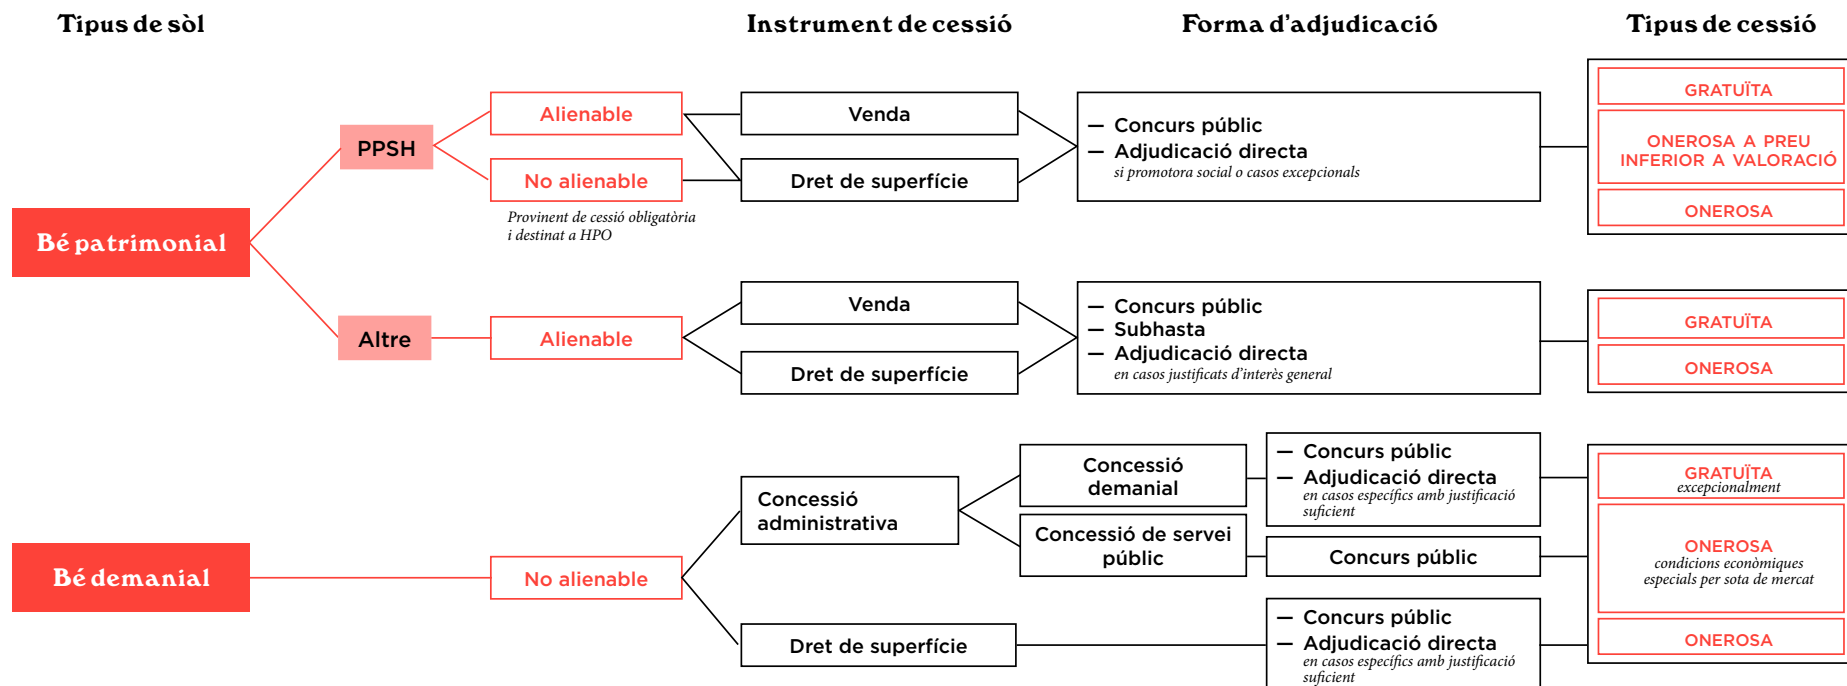 Tipus de sòl
Instrument de cessió
Forma d'adjudicació
Tipus de cessió
Bé patrimonial
PPSH
Alienable
No alienable
Provinent de cessió obligatòria
i destinat a HPO
Venda
Dret de superfície
— Concurs públic
— Adjudicació directa
si promotora social o casos excepcionals
GRATUÏTA
ONEROSA A PREU
INFERIOR A VALORACIÓ
ONEROSA
Altre
Alienable
Venda
Dret de superfície
— Concurs públic
— Subhasta
— Adjudicació directa
en casos justificats d'interès general
GRATUÏTA
ONEROSA
Bé demanial
No alienable
Concessió
administrativa
Concessió
demanial
— Concurs públic
— Adjudicació directa
en casos específics amb justificació
suficient
Concessió de servei
públic
Concurs públic
Dret de superfície
— Concurs públic
— Adjudicació directa
en casos específics amb justificació
suficient
GRATUÏTA
excepcionalment
ONEROSA
condicions econòmiques
especials per sota de mercat
ONEROSA